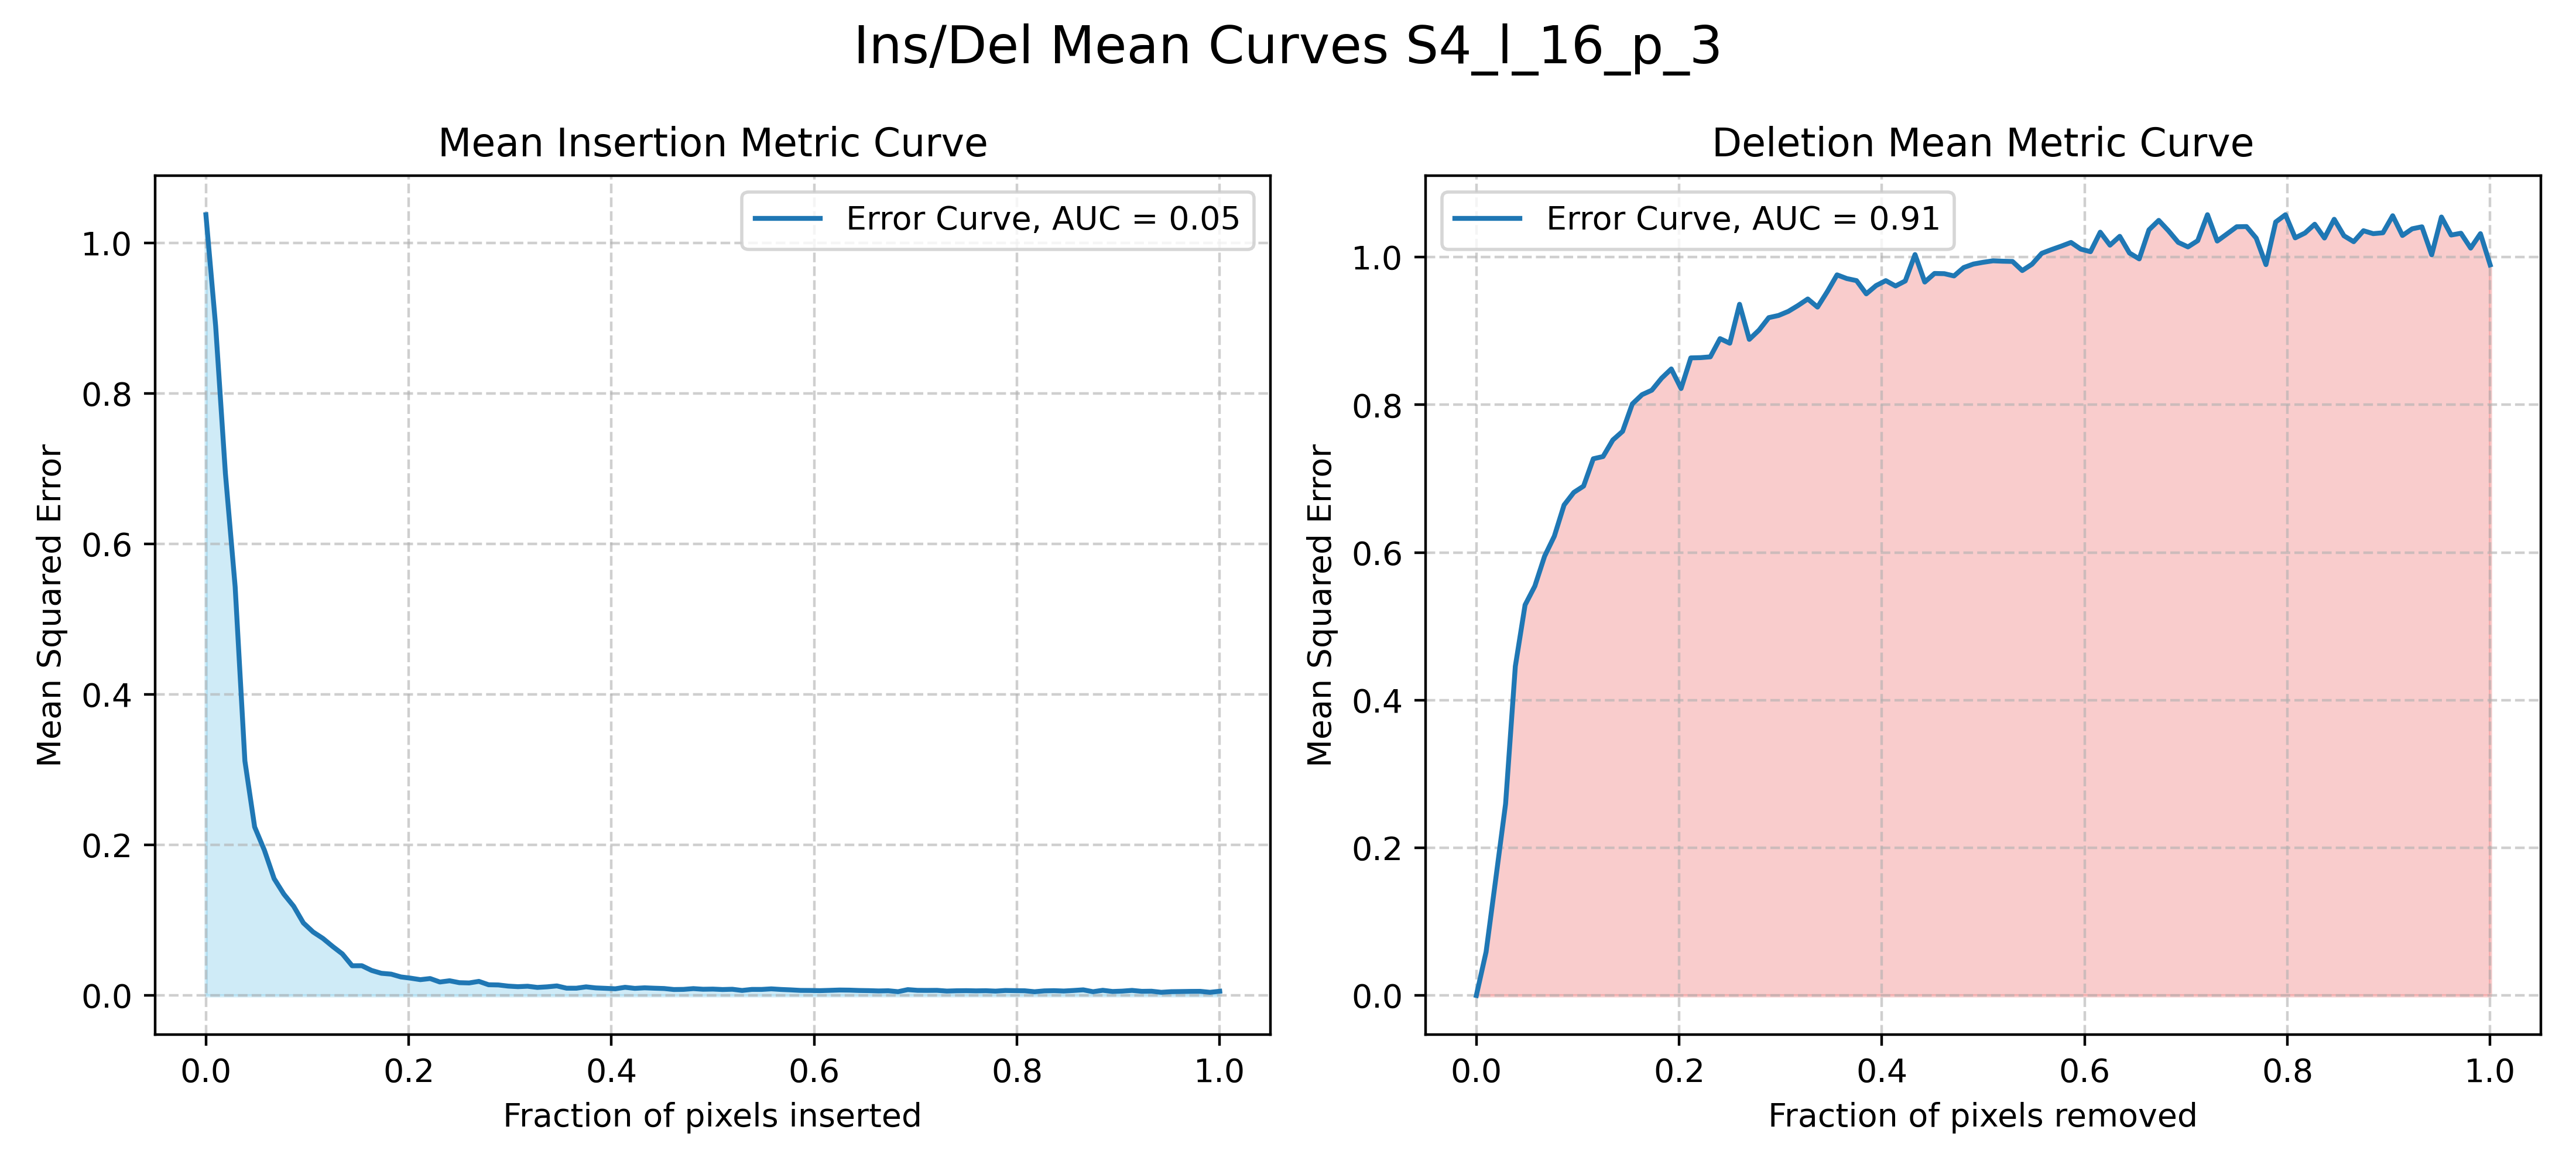 Ins/Del Mean Curves S4_l_16_p_3
Mean Insertion Metric Curve
Error Curve, AUC = 0.05
Mean Squared Error
1.0
0.8
0.6
0.4
0.2
0.0
0.0 0.2 0.4 0.6 0.8 1.0
Fraction of pixels inserted
Deletion Mean Metric Curve
Error Curve, AUC = 0.91
Mean Squared Error
1.0
0.8
0.6
0.4
0.2
0.0
0.0 0.2 0.4 0.6 0.8 1.0
Fraction of pixels removed